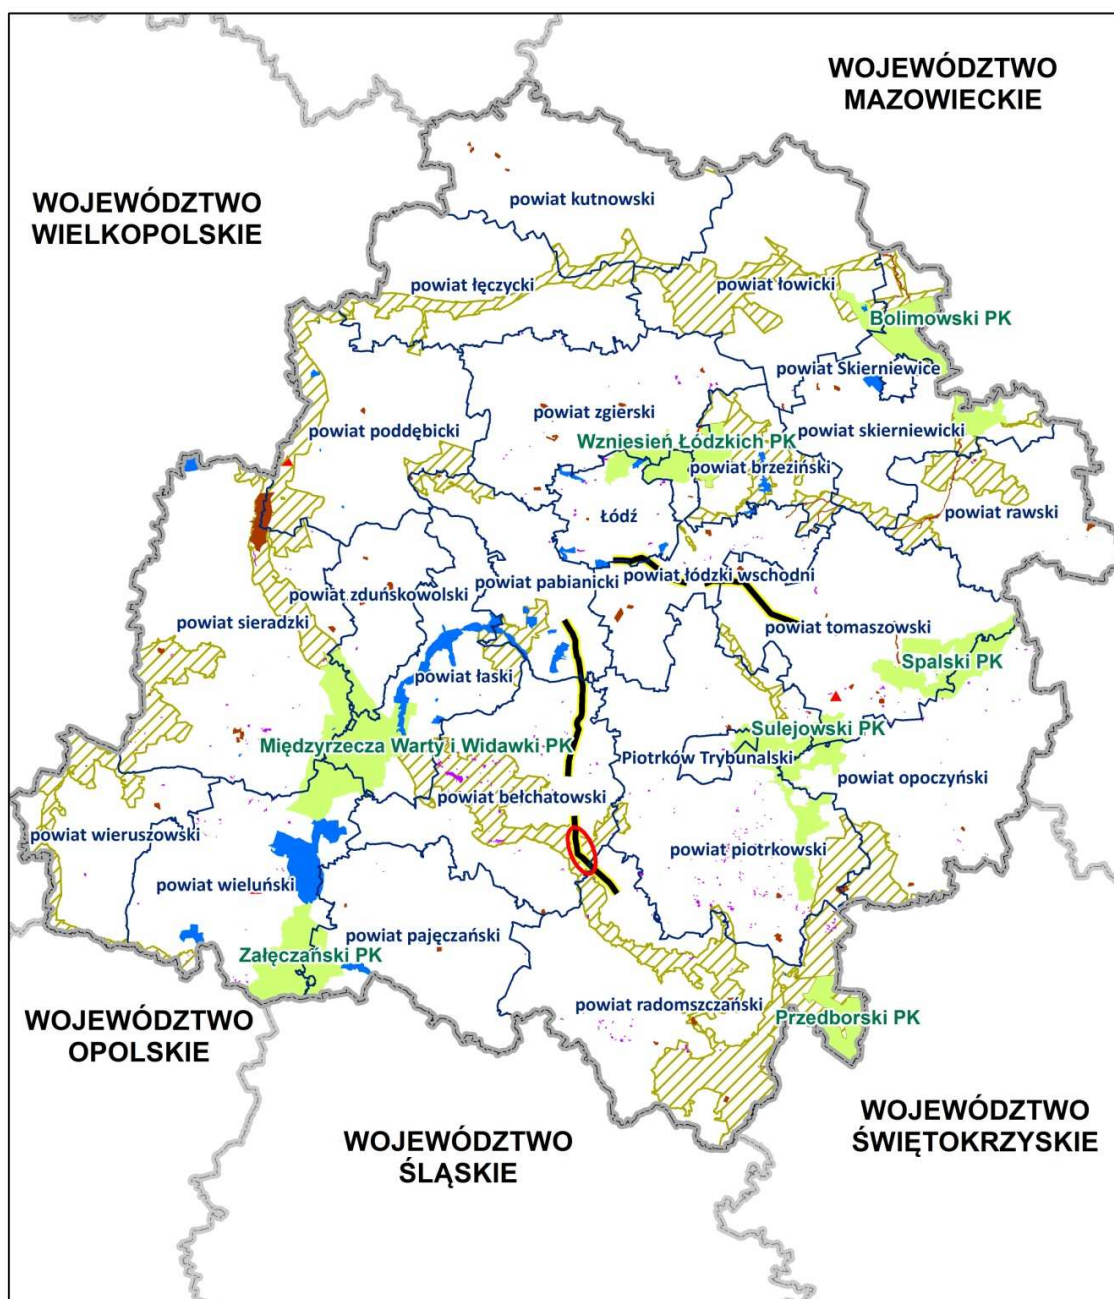 WOJEWÓDZTWO
MAZOWIECKIE
WOJEWÓDZTWO
WIELKOPOLSKIE
powiat kutnowski
powiat łęczycki
powiat łowicki
Bolimowski PK
powiat Skierniewice
powiat zgierski
powiat poddębicki
Wzniesień Łódzkich PK
powiat skierniewicki
powiat brzeziński
Łódź
powiat rawski
powiat łódzki wschodni
powiat pabianicki
powiat zduńskowolski
powiat sieradzki
powiat tomaszowski
Spalski PK
powiat łaski
Sulejowski PK
Międzyrzecza Warty i Widawki PK
Piotrków Trybunalski
powiat opoczyński
powiat bełchatowski
powiat wieruszowski
powiat piotrkowski
powiat wieluński
powiat pajęczański
Załęczański PK
powiat radomszczański
Przedborski PK
WOJEWÓDZTWO
OPOLSKIE
WOJEWÓDZTWO
ŚLĄSKIE
WOJEWÓDZTWO
ŚWIĘTOKRZYSKIE